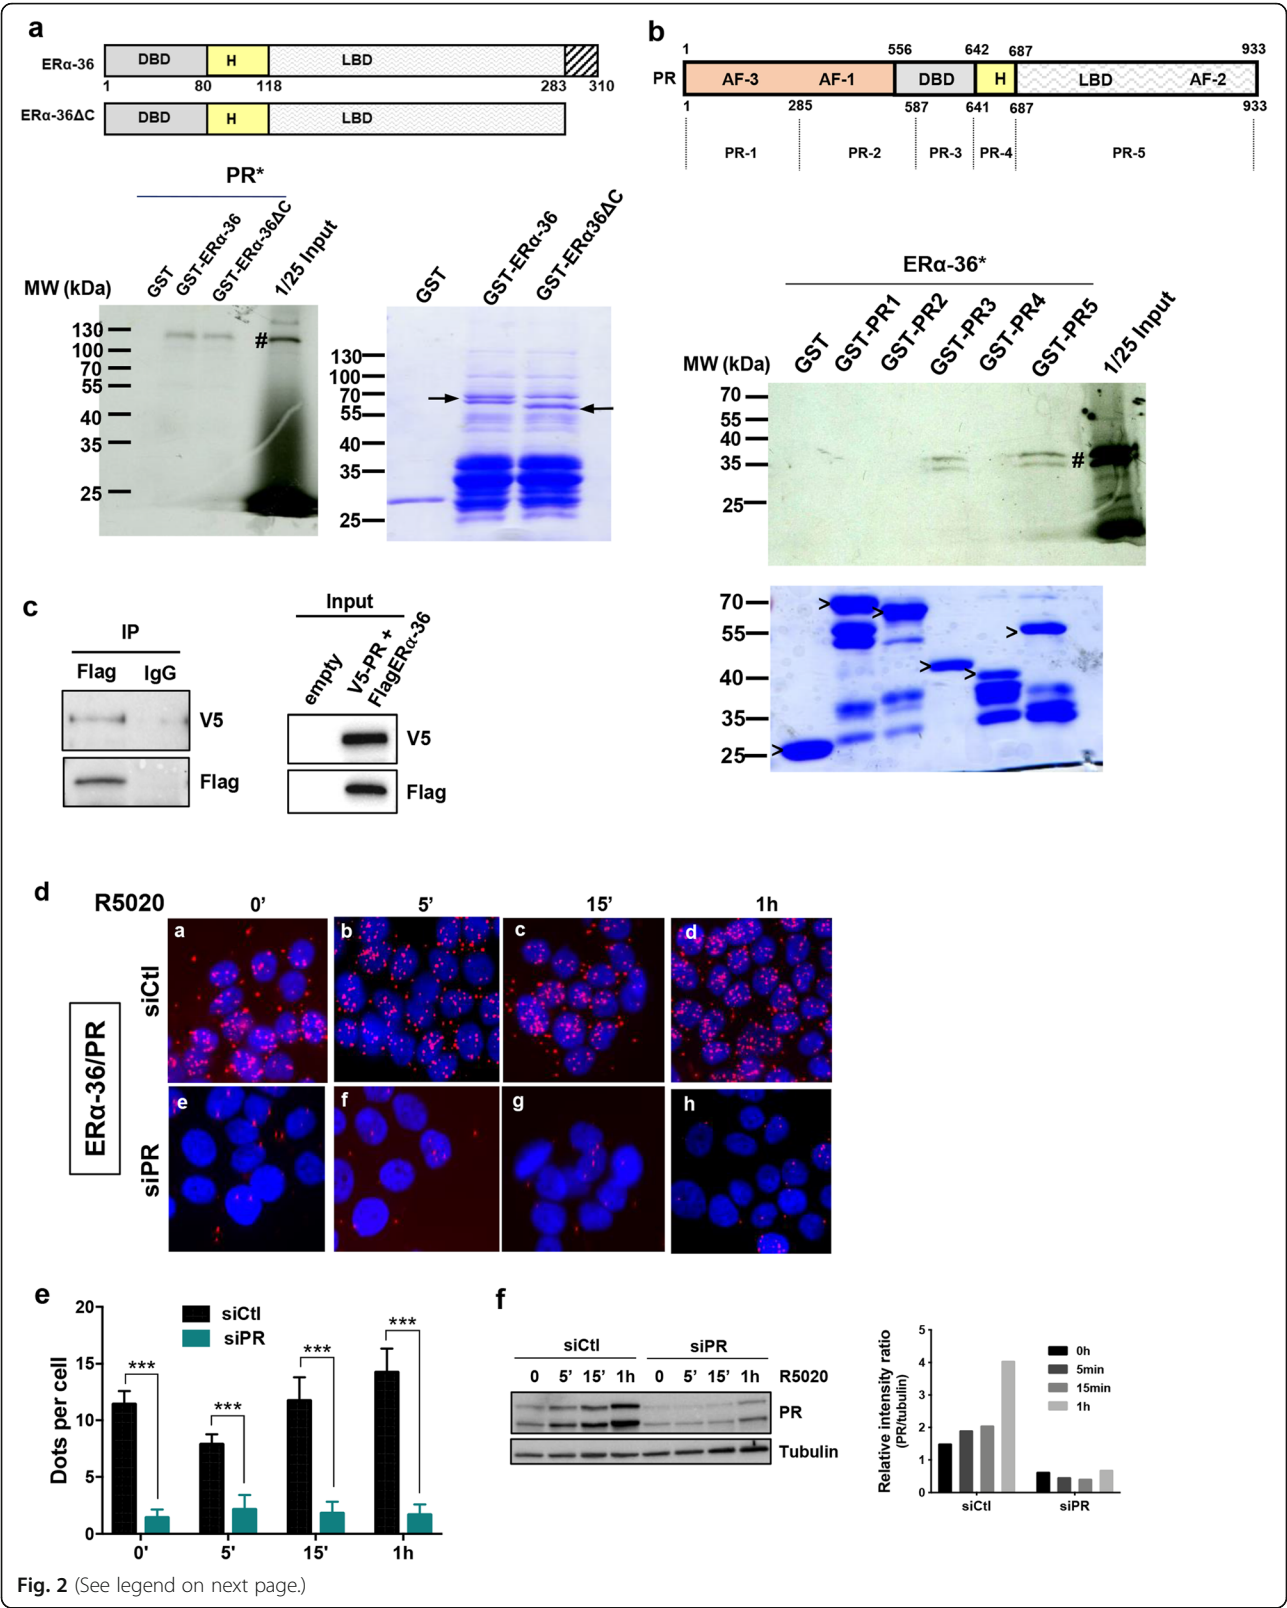 a
ERα-36
DBD H LBD
1 80 118 283 310
ERα-36ΔC
DBD H LBD
PR*
GST
GST-ERα-36
GST-ERα-36ΔC
1/25 Input
MW (kDa)
130
100
70
55
40
35
25
#
GST
GST-ERα-36
GST-ERα36ΔC
130
100
70
55
40
35
25
b
1 556 642 687 933
PR AF-3 AF-1 DBD H LBD AF-2
1 285 587 641 687 933
PR-1 PR-2 PR-3 PR-4 PR-5
ERα-36*
GST
GST-PR1
GST-PR2
GST-PR3
GST-PR4
GST-PR5
1/25 Input
MW (kDa)
70
55
40
35
25
#
70
55
40
35
25
> > > > > >
c
IP
Flag IgG
V5
Flag
Input
empty
V5-PR +
FlagERα-36
V5
Flag
d
R5020 0’ 5’ 15’ 1h
siCtl
a b c d
ERα-36/PR
siPR
e f g h
e
Dots per cell
20
15
10
5
0
siCtl
siPR
*** *** *** ***
0' 5' 15' 1h
f
siCtl siPR
0 5’ 15’ 1h 0 5’ 15’ 1h R5020
PR
Tubulin
Relative intensity ratio
(PR/tubulin)
5
4
3
2
1
0
0h
5min
15min
1h
siCtl siPR
Fig. 2 (See legend on next page.)